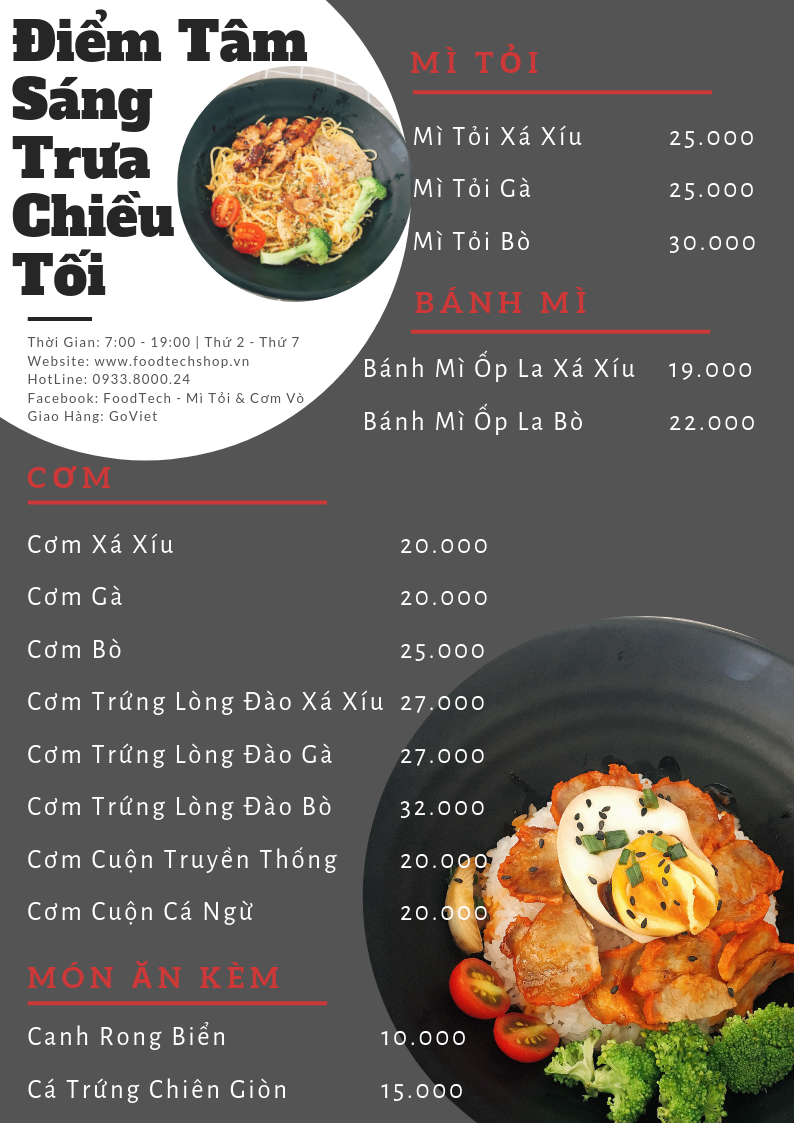 Điểm Tâm
Sáng
Trưa
Chiều
Tối
Thời Gian: 7:00 - 19:00 | Thứ 2 - Thứ 7
Website: www.foodtechshop.vn
HotLine: 0933.8000.24
Facebook: FoodTech - Mì Tỏi & Cơm Vò
Giao Hàng: GoViet
MÌ TỎI
Mì Tỏi Xá Xíu 25.000
Mì Tỏi Gà 25.000
Mì Tỏi Bò 30.000
BÁNH MÌ
Bánh Mì Ốp La Xá Xíu 19.000
Bánh Mì Ốp La Bò 22.000
CƠM
Cơm Xá Xíu 20.000
Cơm Gà 20.000
Cơm Bò 25.000
Cơm Trứng Lòng Đào Xá Xíu 27.000
Cơm Trứng Lòng Đào Gà 27.000
Cơm Trứng Lòng Đào Bò 32.000
Cơm Cuộn Truyền Thống 20.000
Cơm Cuộn Cá Ngừ 20.000
MÓN ĂN KÈM
Canh Rong Biển 10.000
Cá Trứng Chiên Giòn 15.000